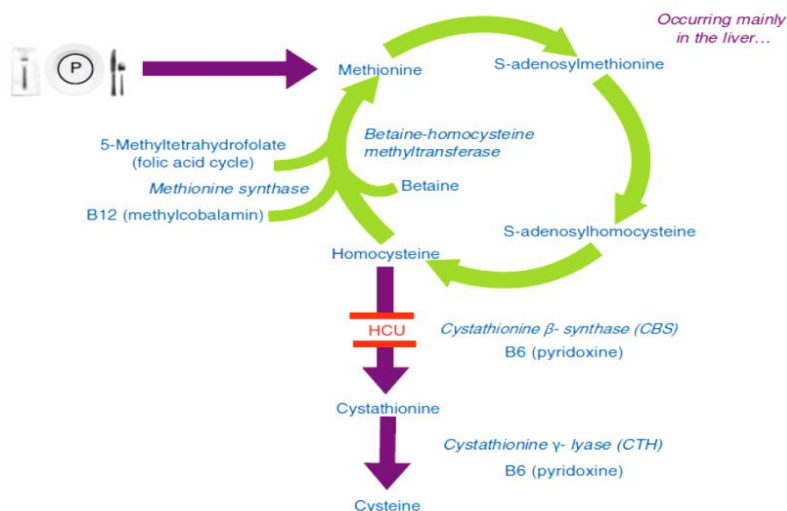 Occurring mainly
in the liver…
P
Methionine
S-adenosylmethionine
5-Methyltetrahydrofolate
(folic acid cycle)
Betaine-homocysteine
methyltransferase
Methionine synthase
Betaine
B12 (methylcobalamin)
S-adenosylhomocysteine
Homocysteine
HCU
Cystathionine β- synthase (CBS)
B6 (pyridoxine)
Cystathionine
Cystathionine γ- lyase (CTH)
B6 (pyridoxine)
Cysteine